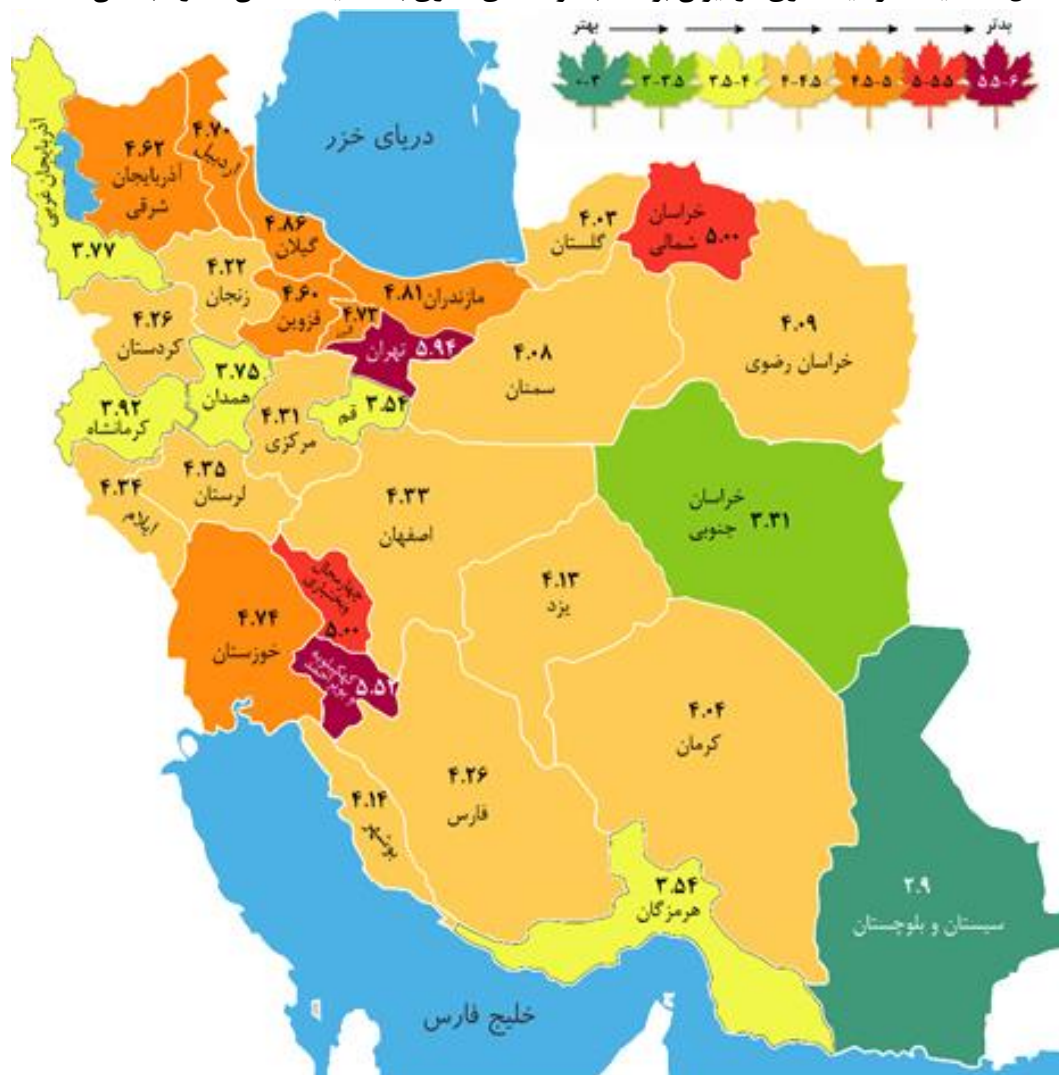 بهتر
بدتر
۰-۳
۳-۳.۵
۳.۵-۴
۴-۴.۵
۴.۵-۵
۵-۵.۵
۵.۵-۶
دریای خزر
آذربایجان غربی
۳.۷۷
۴.۶۲
آذربایجان
شرقی
۴.۷۰
اردبیل
۴.۸۶
گیلان
۴.۰۳
گلستان
خراسان
شمالی ۵.۰۰
۴.۲۲
زنجان
۴.۶۰
قزوین
۴.۷۳
البرز
مازندران ۴.۸۱
۴.۰۹
خراسان رضوی
۴.۲۶
کردستان
تهران ۵.۹۴
۴.۰۸
سمنان
۳.۷۵
همدان
۳.۹۲
کرمانشاه
۴.۳۱
مرکزی
قم ۳.۵۴
۴.۳۴
ایلام
۴.۳۵
لرستان
۴.۳۳
اصفهان
خراسان
جنوبی ۳.۳۱
چهارمحال
وبختیاری
۵.۰۰
۴.۱۳
یزد
۴.۷۴
خوزستان
کهکیلویه
و بویر احمد
۵.۵۲
۴.۰۴
کرمان
۴.۲۶
فارس
۴.۱۴
بوشهر
۳.۵۴
هرمزگان
۲.۹
سیستان و بلوچستان
خلیج فارس